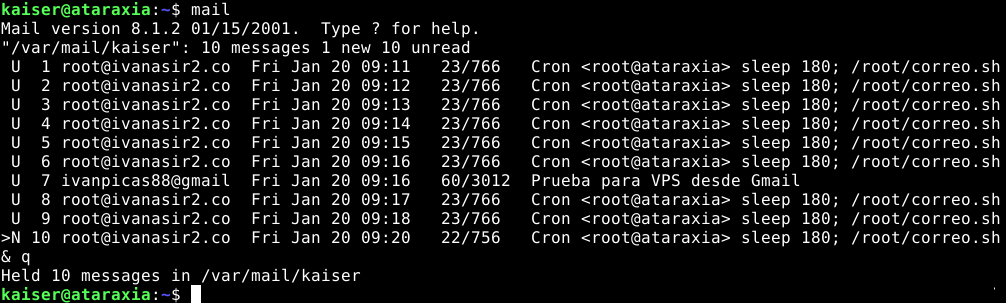 kaiser@ataraxia:~$ mail
Mail version 8.1.2 01/15/2001.  Type ? for help.
"/var/mail/kaiser": 10 messages 1 new 10 unread
 U   1 root@ivanasir2.co  Fri Jan 20 09:11   23/766   Cron <root@ataraxia> sleep 180; /root/correo.sh
 U   2 root@ivanasir2.co  Fri Jan 20 09:12   23/766   Cron <root@ataraxia> sleep 180; /root/correo.sh
 U   3 root@ivanasir2.co  Fri Jan 20 09:13   23/766   Cron <root@ataraxia> sleep 180; /root/correo.sh
 U   4 root@ivanasir2.co  Fri Jan 20 09:14   23/766   Cron <root@ataraxia> sleep 180; /root/correo.sh
 U   5 root@ivanasir2.co  Fri Jan 20 09:15   23/766   Cron <root@ataraxia> sleep 180; /root/correo.sh
 U   6 root@ivanasir2.co  Fri Jan 20 09:16   23/766   Cron <root@ataraxia> sleep 180; /root/correo.sh
 U   7 ivanpicas88@gmail  Fri Jan 20 09:16   60/3012  Prueba para VPS desde Gmail
 U   8 root@ivanasir2.co  Fri Jan 20 09:17   23/766   Cron <root@ataraxia> sleep 180; /root/correo.sh
 U   9 root@ivanasir2.co  Fri Jan 20 09:18   23/766   Cron <root@ataraxia> sleep 180; /root/correo.sh
>N  10 root@ivanasir2.co  Fri Jan 20 09:20   22/756   Cron <root@ataraxia> sleep 180; /root/correo.sh
& q
Held 10 messages in /var/mail/kaiser
kaiser@ataraxia:~$